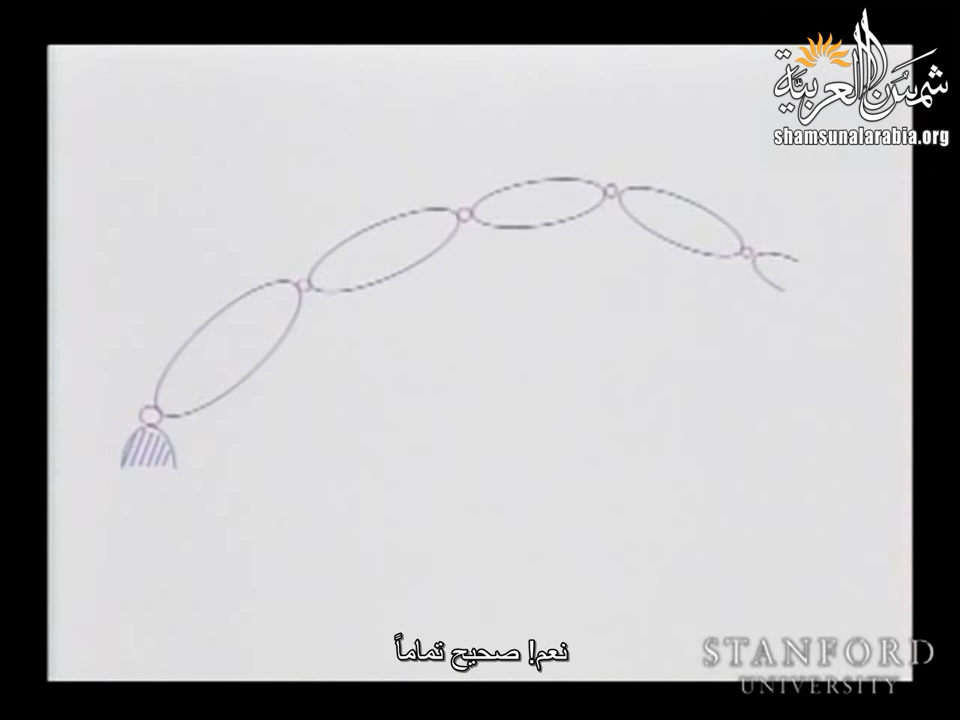 شمس العربية
shamsunalarabia.org
نعم! صحيح تماماً
STANFORD
UNIVERSITY